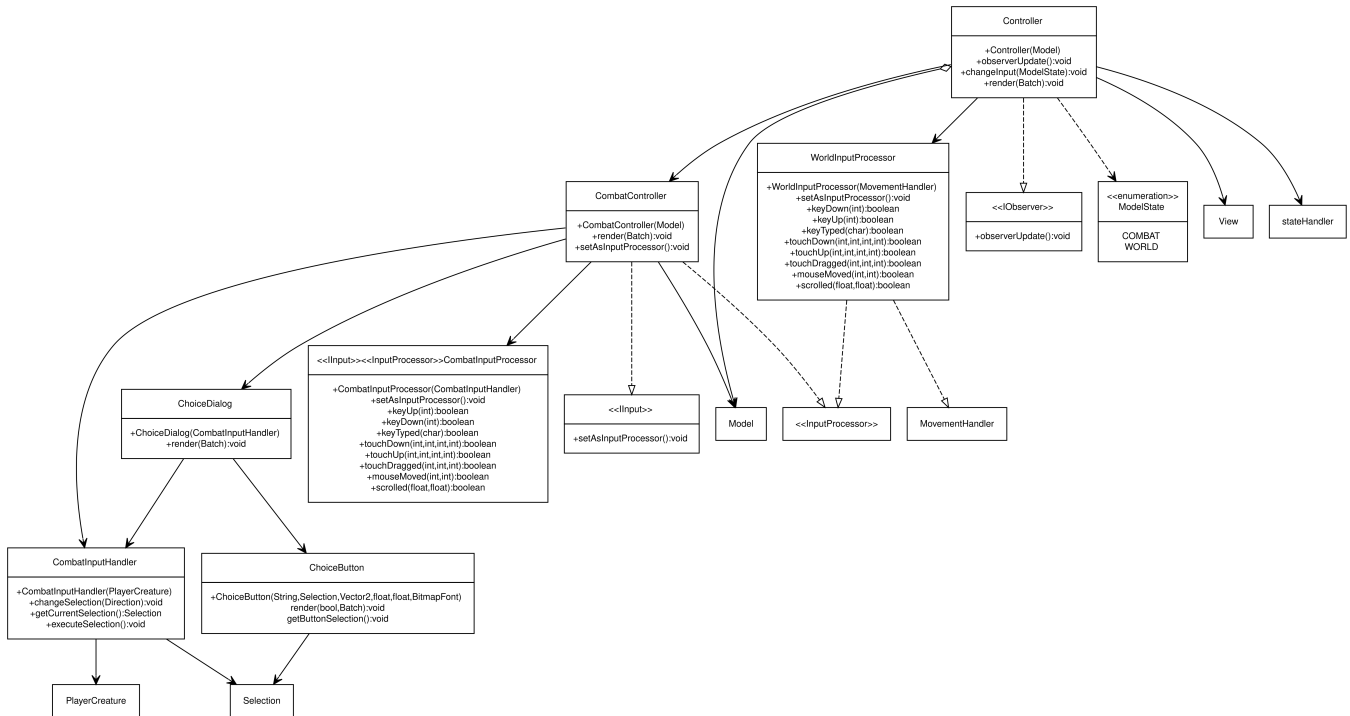 Controller
+Controller(Model)
+observerUpdate():void
+changeInput(ModelState):void
+render(Batch):void
WorldInputProcessor
+WorldInputProcessor(MovementHandler)
+setAsInputProcessor():void
+keyDown(int):boolean
+keyUp(int):boolean
+keyTyped(char):boolean
+touchDown(int,int,int,int):boolean
+touchUp(int,int,int,int):boolean
+touchDragged(int,int,int):boolean
+mouseMoved(int,int):boolean
+scrolled(float,float):boolean
CombatController
+CombatController(Model)
+render(Batch):void
+setAsInputProcessor():void
<<IObserver>>
+observerUpdate():void
<<enumeration>>
ModelState
COMBAT
WORLD
View
stateHandler
<<IInput>><<InputProcessor>>CombatInputProcessor
+CombatInputProcessor(CombatInputHandler)
+setAsInputProcessor():void
+keyUp(int):boolean
+keyDown(int):boolean
+keyTyped(char):boolean
+touchDown(int,int,int,int):boolean
+touchUp(int,int,int,int):boolean
+touchDragged(int,int,int):boolean
+mouseMoved(int,int):boolean
+scrolled(float,float):boolean
ChoiceDialog
+ChoiceDialog(CombatInputHandler)
+render(Batch):void
<<IInput>>
+setAsInputProcessor():void
Model
<<InputProcessor>>
MovementHandler
CombatInputHandler
+CombatInputHandler(PlayerCreature)
+changeSelection(Direction):void
+getCurrentSelection():Selection
+executeSelection():void
ChoiceButton
+ChoiceButton(String,Selection,Vector2,float,float,BitmapFont)
render(bool,Batch):void
getButtonSelection():void
PlayerCreature
Selection